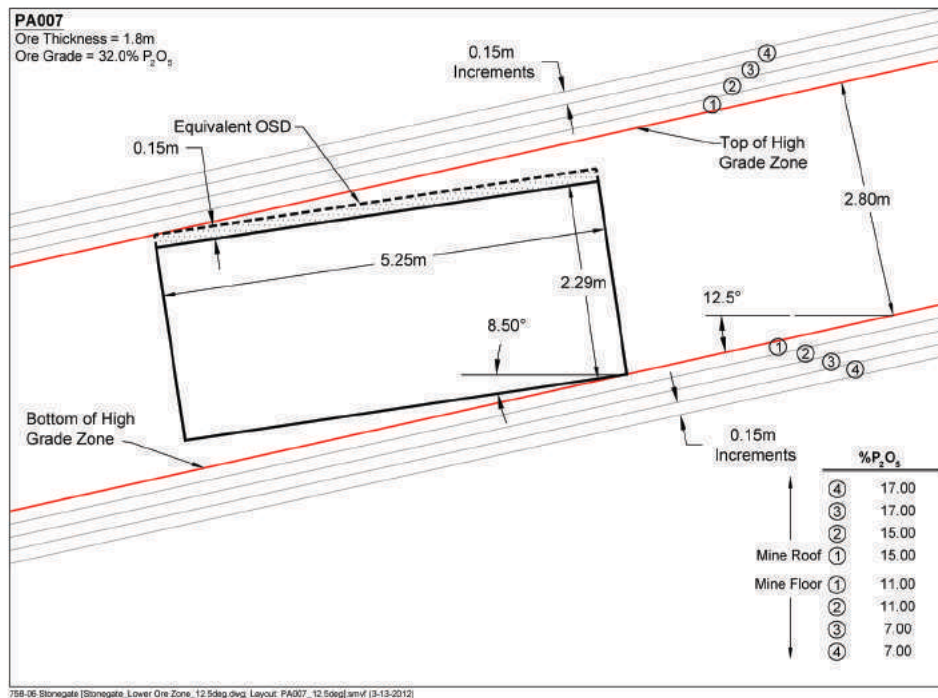 PA007
Ore Thickness = 1.8m
Ore Grade = 32.0% P₂O₅
0.15m
Increments
④
③
②
①
Equivalent OSD
0.15m
Top of High
Grade Zone
2.80m
5.25m
2.29m
12.5°
8.50°
①
②
③
④
Bottom of High
Grade Zone
0.15m
Increments
%P₂O₅
④ 17.00
③ 17.00
② 15.00
Mine Roof ① 15.00
Mine Floor ① 11.00
② 11.00
③ 7.00
④ 7.00
758-06 Stonegate [Stonegate_Lower Ore Zone_12.5deg.dwg; Layout: PA007_12.5deg].smvf (3-13-2012)